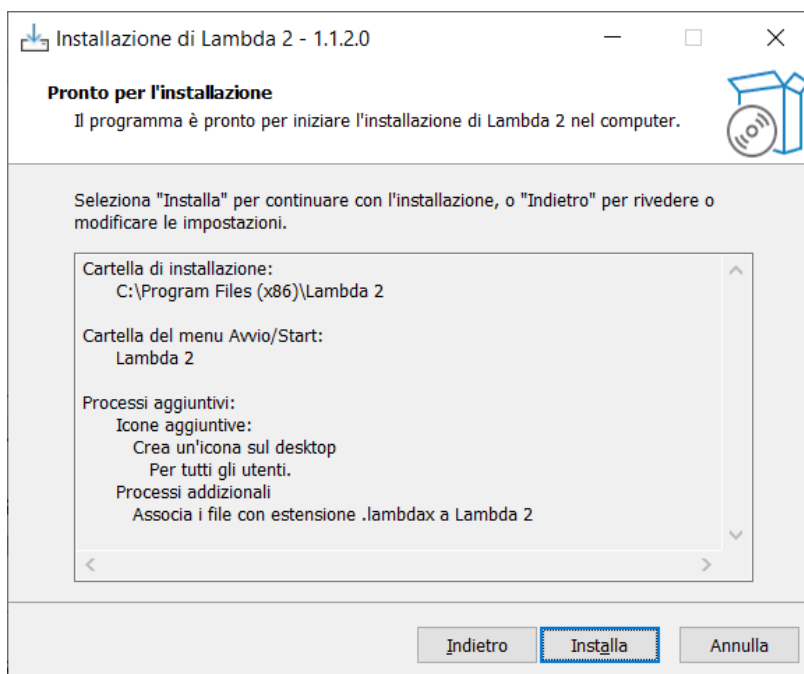 Installazione di Lambda 2 - 1.1.2.0
Pronto per l'installazione
Il programma è pronto per iniziare l'installazione di Lambda 2 nel computer.
Seleziona "Installa" per continuare con l'installazione, o "Indietro" per rivedere o
modificare le impostazioni.
Cartella di installazione:
C:\Program Files (x86)\Lambda 2
Cartella del menu Avvio/Start:
Lambda 2
Processi aggiuntivi:
Icone aggiuntive:
Crea un'icona sul desktop
Per tutti gli utenti.
Processi addizionali
Associa i file con estensione .lambdax a Lambda 2
Indietro Installa Annulla